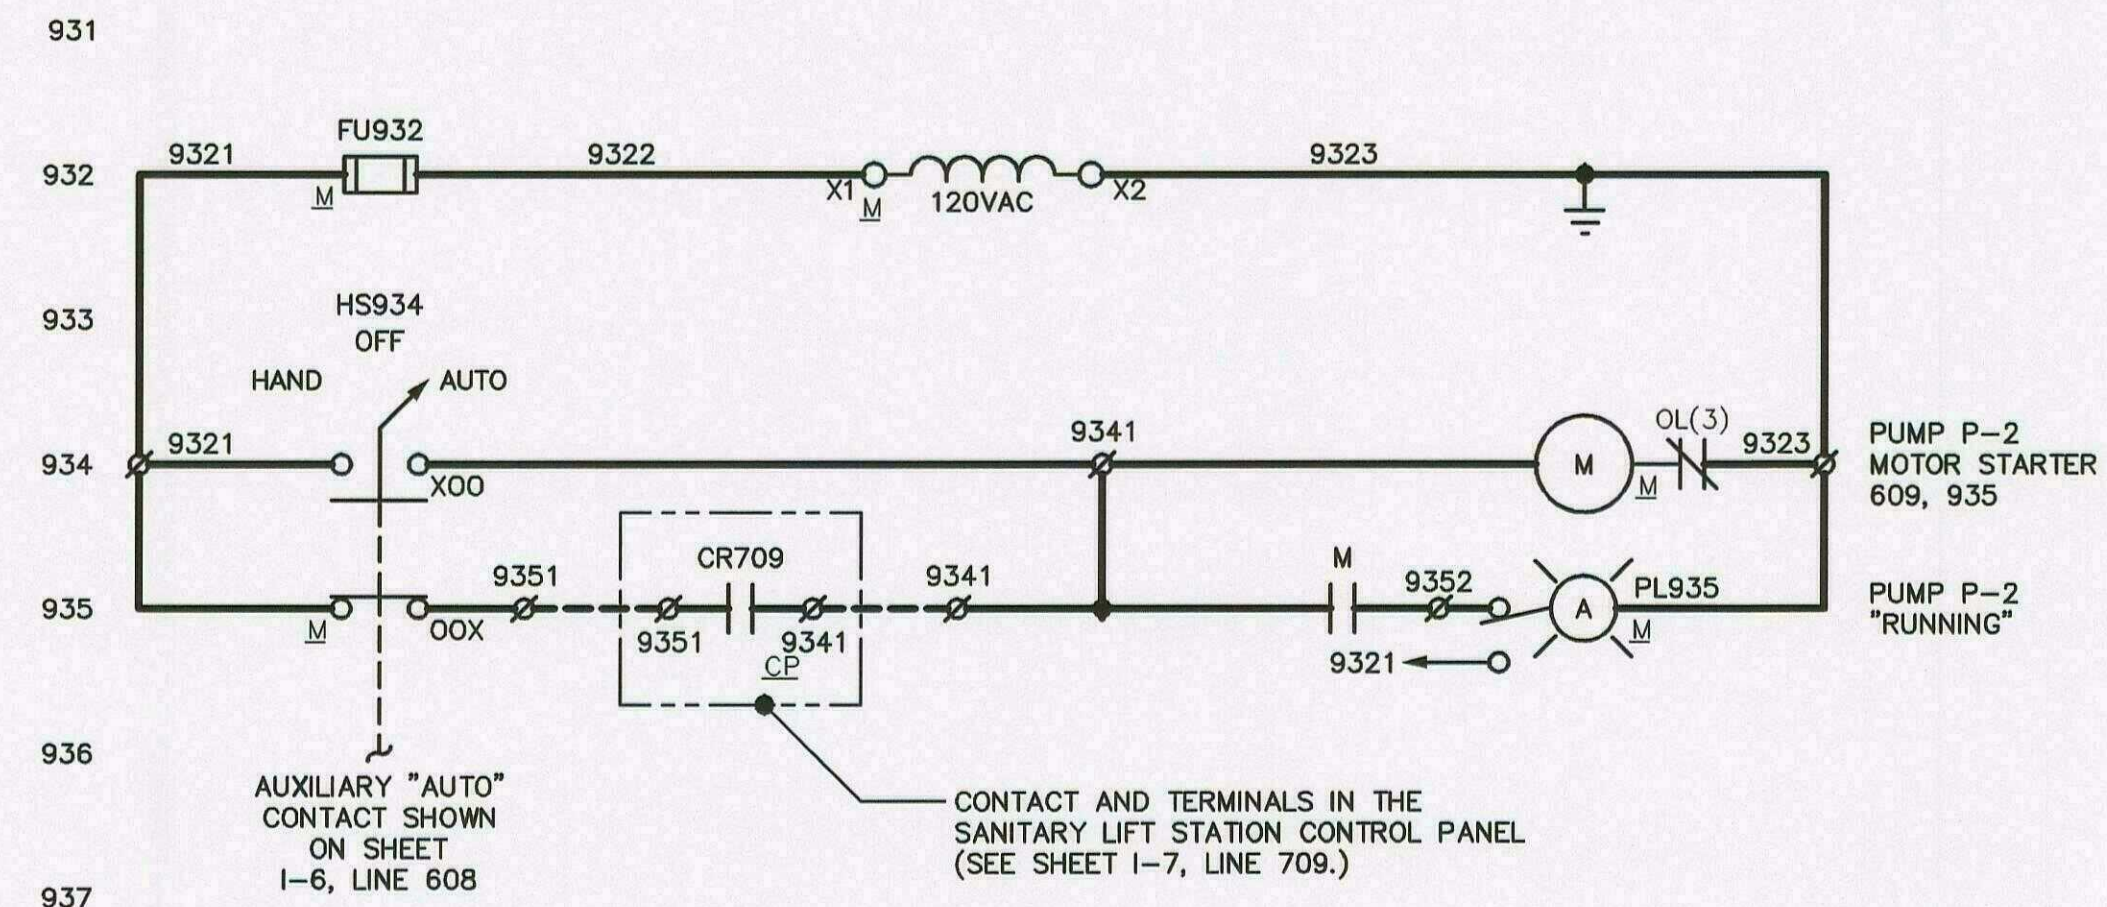 931
FU932
9321
9322
9323
932
M
X1
M
120VAC
X2
933
HS934
OFF
HAND
AUTO
934
9321
X00
9341
M
M
OL(3)
9323
PUMP P-2
MOTOR STARTER
609, 935
935
M
00X
9351
CR709
9351
9341
CP
9341
M
9352
9321
A
PL935
M
PUMP P-2
"RUNNING"
936
AUXILIARY "AUTO"
CONTACT SHOWN
ON SHEET
I-6, LINE 608
CONTACT AND TERMINALS IN THE
SANITARY LIFT STATION CONTROL PANEL
(SEE SHEET I-7, LINE 709.)
937